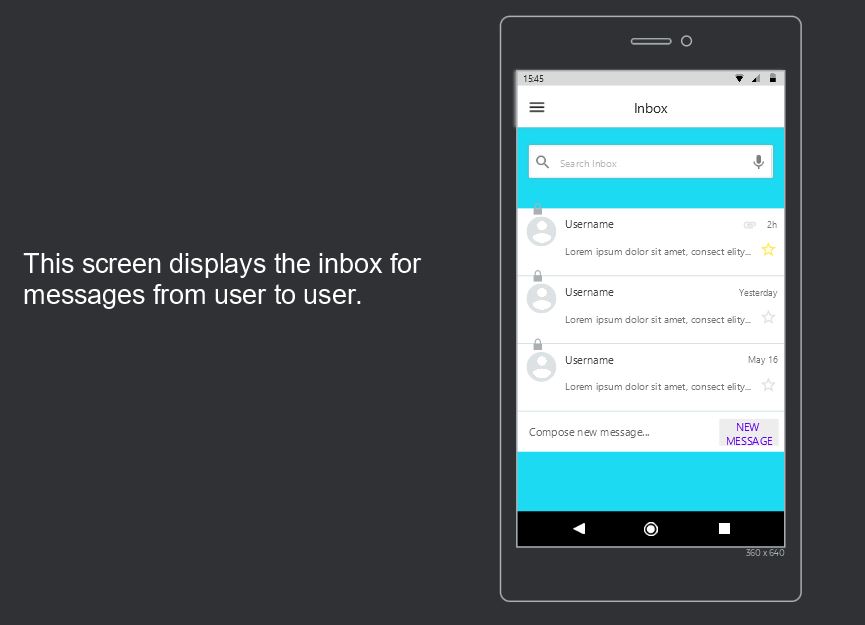 This screen displays the inbox for
messages from user to user.
15:45
Inbox
Search Inbox
Username 2h
Lorem ipsum dolor sit amet, consect elity...
Username Yesterday
Lorem ipsum dolor sit amet, consect elity...
Username May 16
Lorem ipsum dolor sit amet, consect elity...
Compose new message...
NEW
MESSAGE
360 x 640